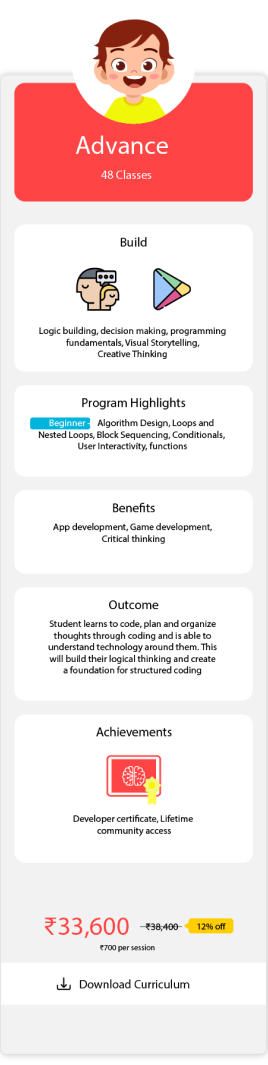 Advance
48 Classes
Build
Logic building, decision making, programming
fundamentals, Visual Storytelling,
Creative Thinking
Program Highlights
Beginner + Algorithm Design, Loops and
Nested Loops, Block Sequencing, Conditionals,
User Interactivity, functions
Benefits
App development, Game development,
Critical thinking
Outcome
Student learns to code, plan and organize
thoughts through coding and is able to
understand technology around them. This
will build their logical thinking and create
a foundation for structured coding
Achievements
Developer certificate, Lifetime
community access
₹33,600 ₹38,400 12% off
₹700 per session
Download Curriculum